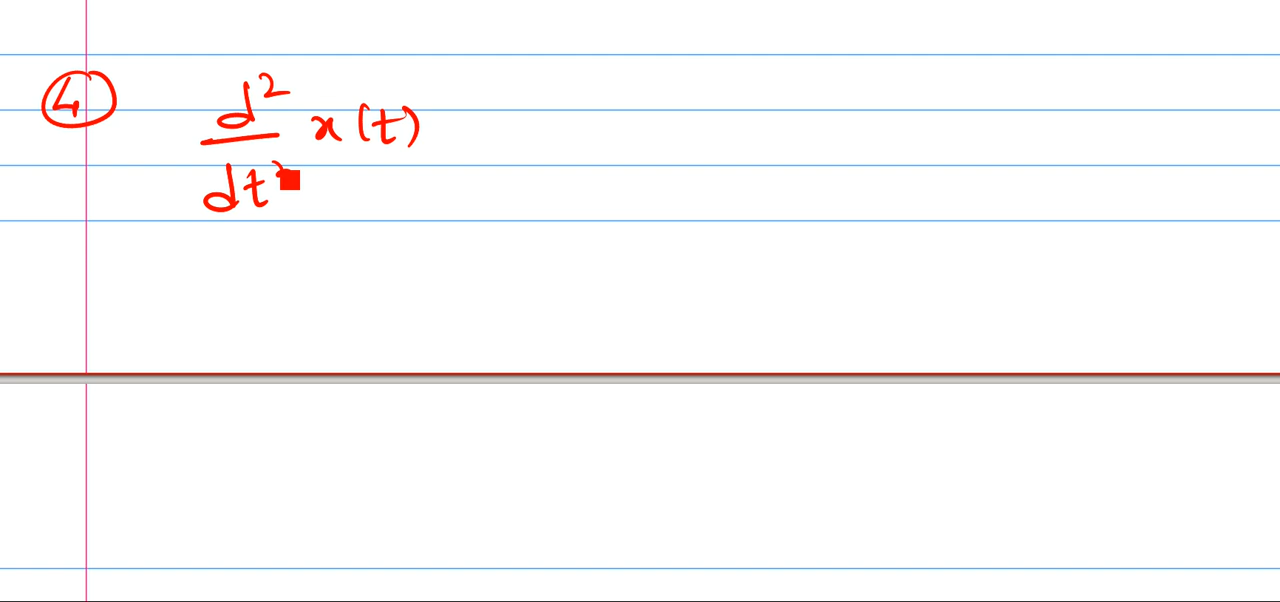 ④ d²/dt² x(t)